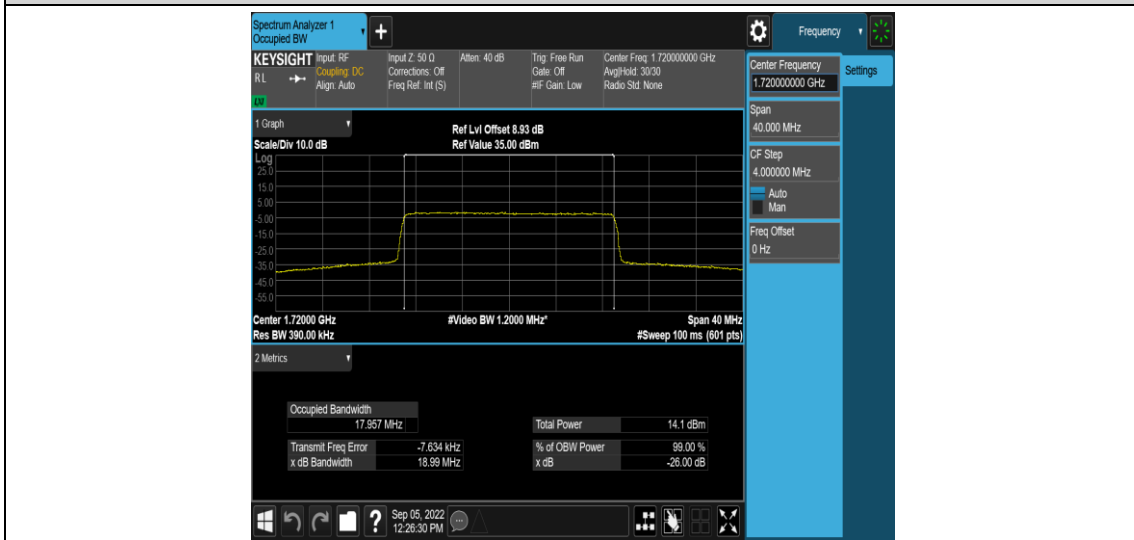 Spectrum Analyzer 1
Occupied BW
+
Frequency
KEYSIGHT
RL
LXI
Input: RF
Coupling: DC
Align: Auto
Input Z: 50 Ω
Corrections: Off
Freq Ref: Int (S)
Atten: 40 dB
Trig: Free Run
Gate: Off
#IF Gain: Low
Center Freq: 1.720000000 GHz
Avg|Hold: 30/30
Radio Std: None
Center Frequency
1.720000000 GHz
Settings
Span
40.000 MHz
CF Step
4.000000 MHz
Auto
Man
Freq Offset
0 Hz
1 Graph
Scale/Div 10.0 dB
Ref Lvl Offset 8.93 dB
Ref Value 35.00 dBm
Log
25.0
15.0
5.00
-5.00
-15.0
-25.0
-35.0
-45.0
-55.0
Center 1.72000 GHz
#Video BW 1.2000 MHz*
Span 40 MHz
Res BW 390.00 kHz
#Sweep 100 ms (601 pts)
2 Metrics
Occupied Bandwidth
17.957 MHz
Total Power 14.1 dBm
Transmit Freq Error -7.634 kHz
% of OBW Power 99.00 %
x dB Bandwidth 18.99 MHz
x dB -26.00 dB
?
Sep 05, 2022
12:26:30 PM